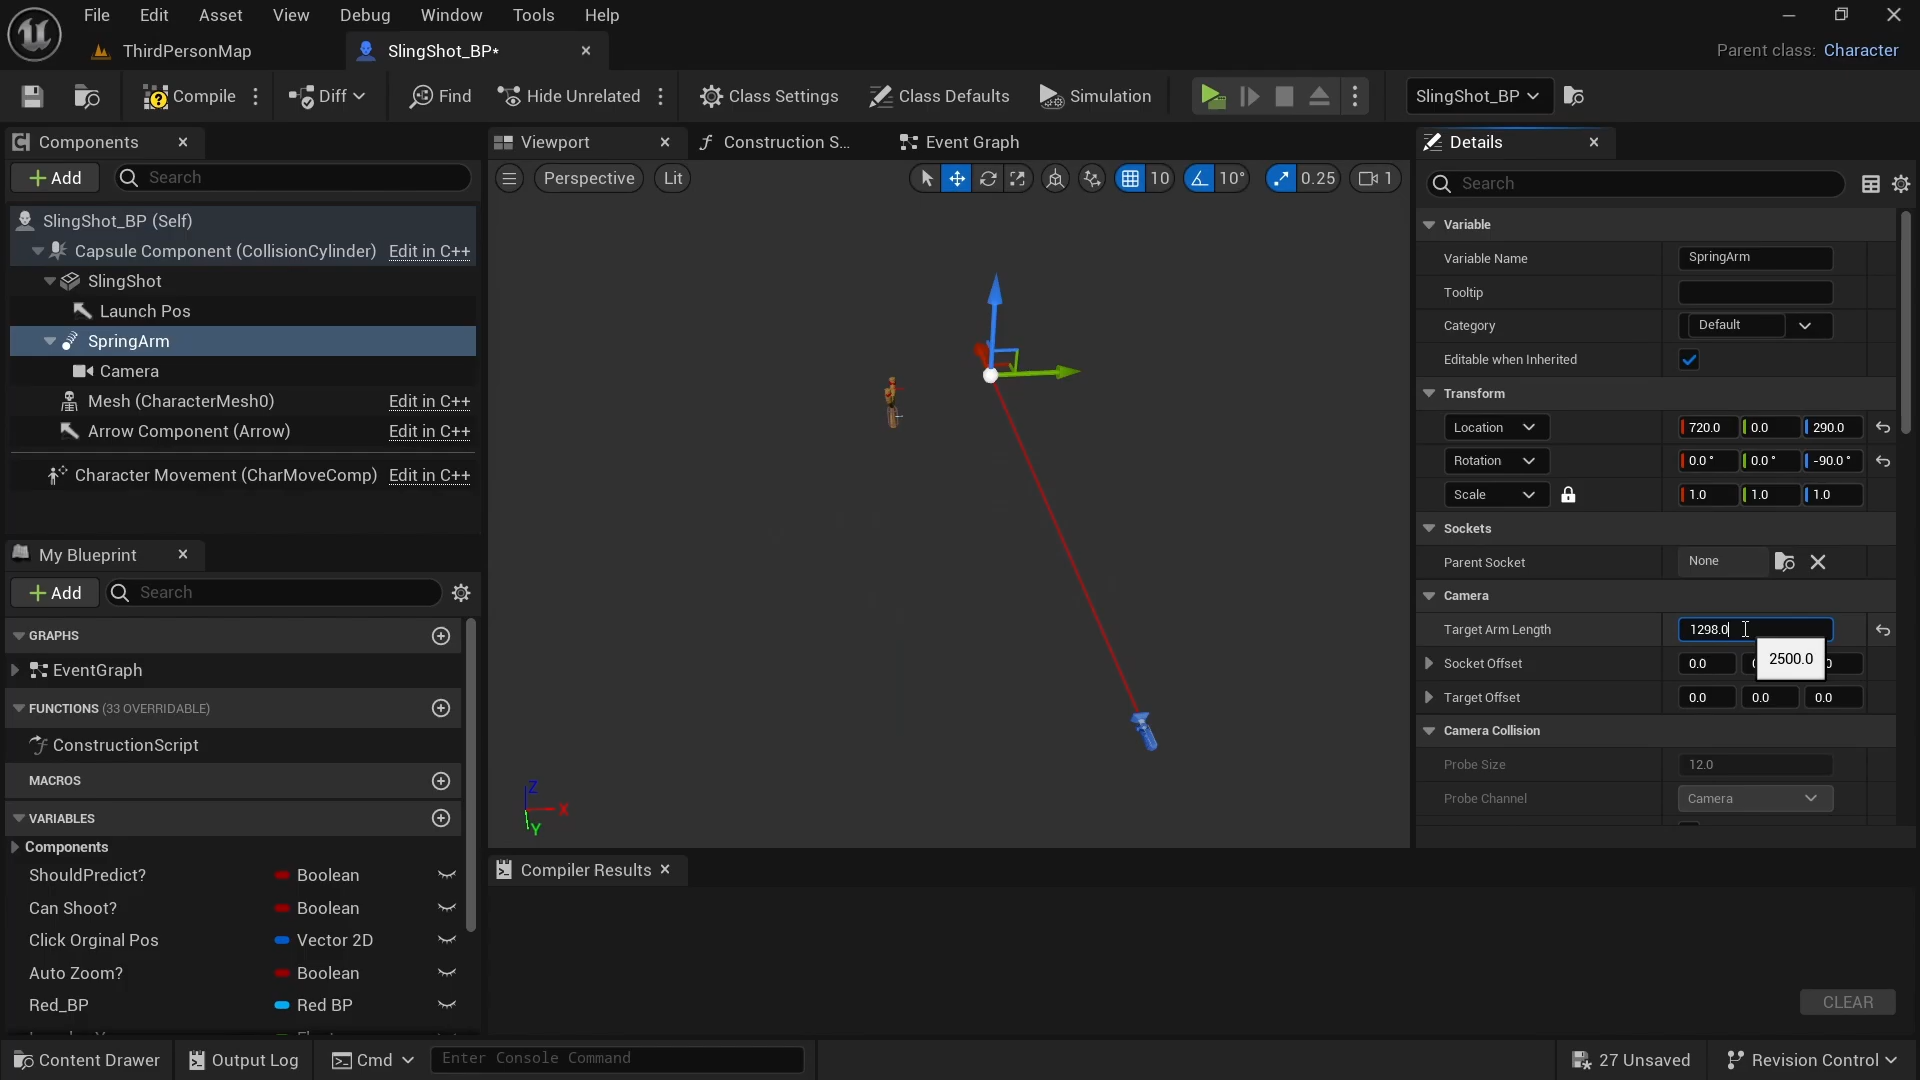 File Edit Asset View Debug Window Tools Help
ThirdPersonMap SlingShot_BP*
Parent class: Character
Compile Diff Find Hide Unrelated Class Settings Class Defaults Simulation SlingShot_BP
Components Viewport Construction S... Event Graph Details
Add Search
Perspective Lit 10 10° 0.25 1
Search
SlingShot_BP (Self)
Capsule Component (CollisionCylinder) Edit in C++
SlingShot
Launch Pos
SpringArm
Camera
Mesh (CharacterMesh0) Edit in C++
Arrow Component (Arrow) Edit in C++
Character Movement (CharMoveComp) Edit in C++
Variable
Variable Name SpringArm
Tooltip
Category Default
Editable when Inherited
Transform
Location 720.0 0.0 290.0
Rotation 0.0 ° 0.0 ° -90.0 °
Scale 1.0 1.0 1.0
Sockets
Parent Socket None
Camera
Target Arm Length 1298.0
2500.0
Socket Offset 0.0
Target Offset 0.0 0.0 0.0
Camera Collision
Probe Size 12.0
Probe Channel Camera
Z X
Y
My Blueprint
Add Search
GRAPHS
EventGraph
FUNCTIONS (33 OVERRIDABLE)
ConstructionScript
MACROS
VARIABLES
Components
ShouldPredict? Boolean
Can Shoot? Boolean
Click Orginal Pos Vector 2D
Auto Zoom? Boolean
Red_BP Red BP
Compiler Results
CLEAR
Content Drawer Output Log Cmd Enter Console Command 27 Unsaved Revision Control